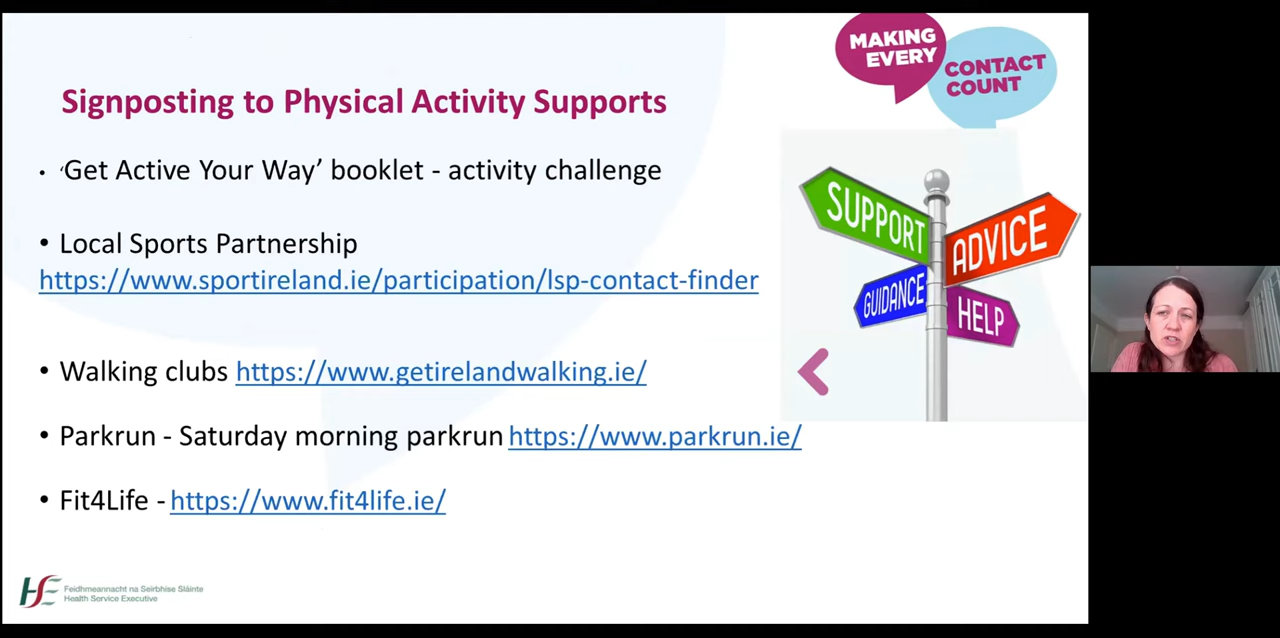 MAKING
EVERY
CONTACT
COUNT
Signposting to Physical Activity Supports
• ‘Get Active Your Way’ booklet - activity challenge
• Local Sports Partnership
https://www.sportireland.ie/participation/lsp-contact-finder
• Walking clubs https://www.getirelandwalking.ie/
• Parkrun - Saturday morning parkrun https://www.parkrun.ie/
• Fit4Life - https://www.fit4life.ie/
SUPPORT
ADVICE
GUIDANCE
HELP
Feidhmeannacht na Seirbhíse Sláinte
Health Service Executive